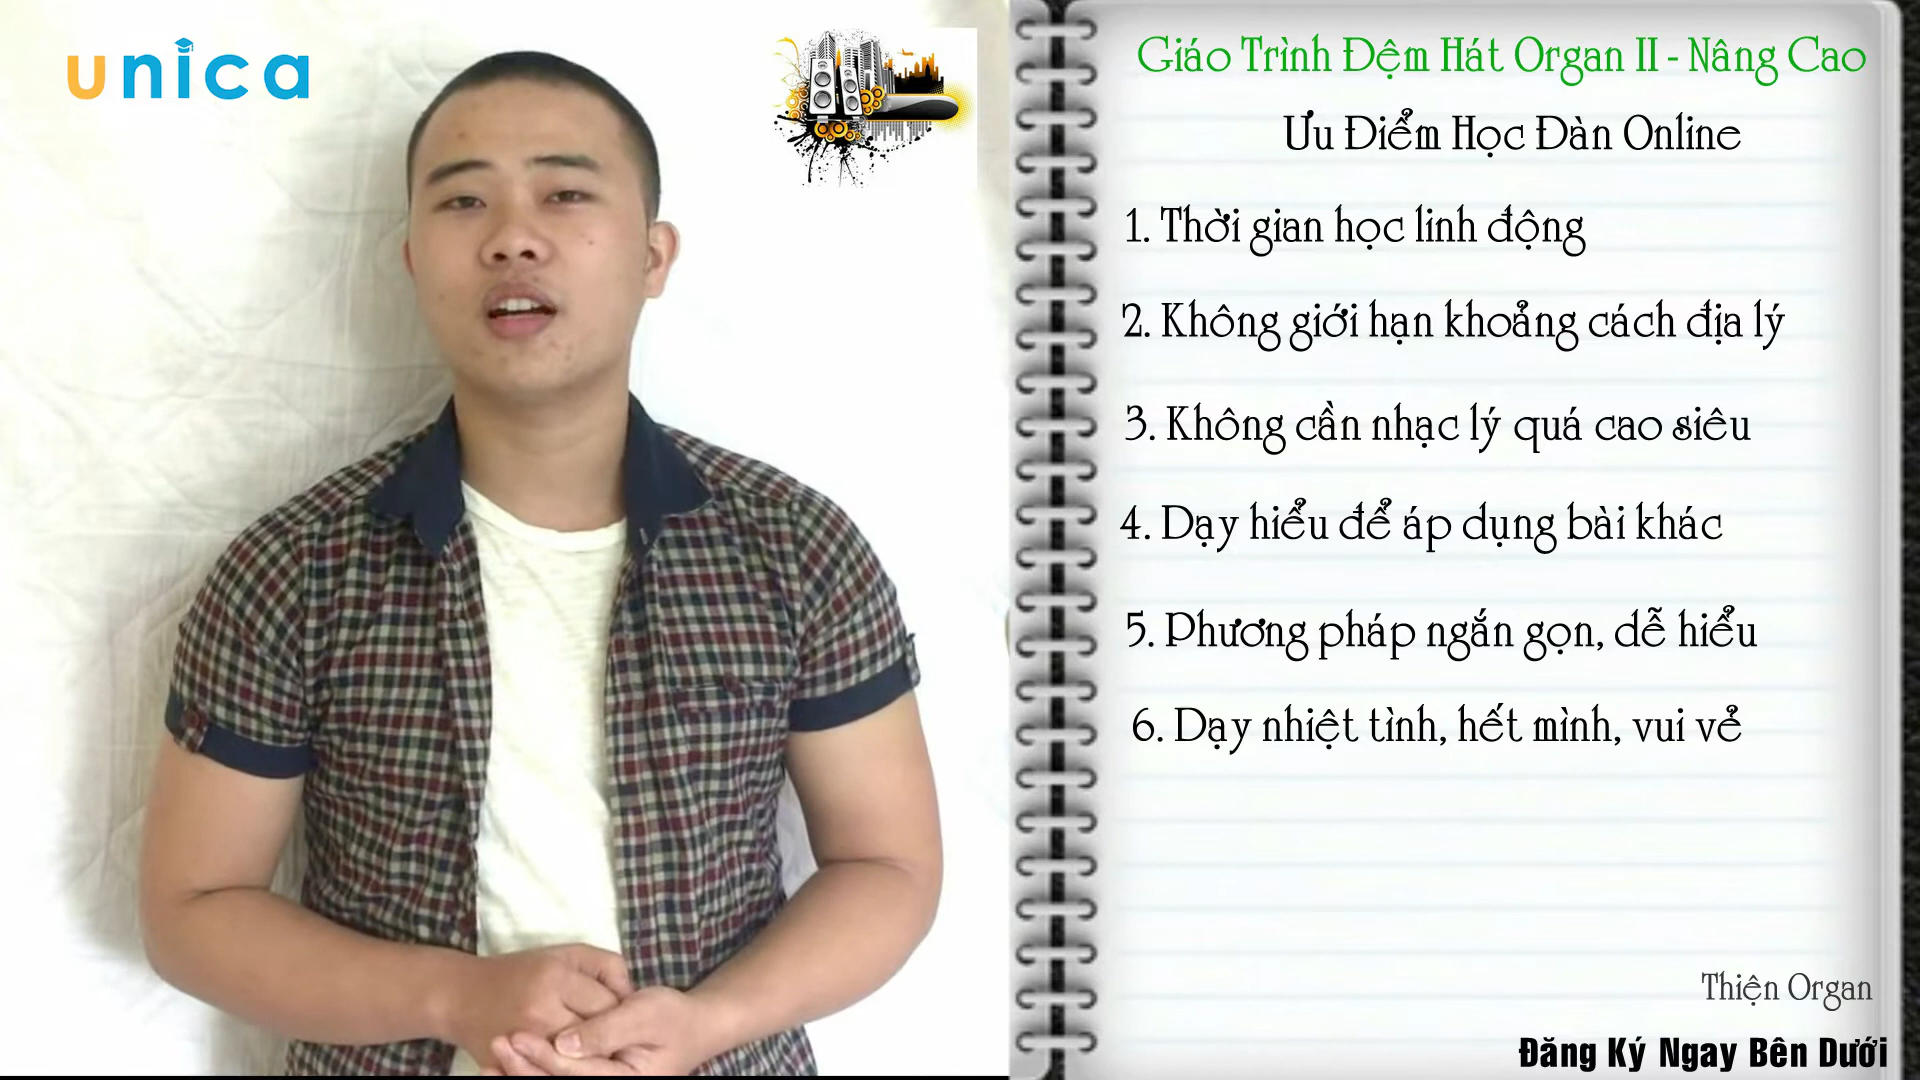 unica
Giáo Trình Đệm Hát Organ II - Nâng Cao
Ưu Điểm Học Đàn Online
1. Thời gian học linh động
2. Không giới hạn khoảng cách địa lý
3. Không cần nhạc lý quá cao siêu
4. Dạy hiểu để áp dụng bài khác
5. Phương pháp ngắn gọn, dễ hiểu
6. Dạy nhiệt tình, hết mình, vui vẻ
Thiện Organ
Đăng Ký Ngay Bên Dưới